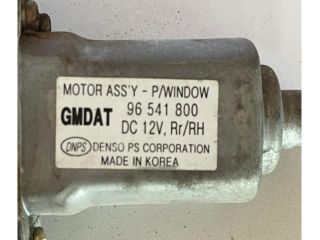 MOTOR ASS'Y - P/WINDOW
GMDAT 96 541 800
DC 12V, Rr/RH
DNPS DENSO PS CORPORATION
MADE IN KOREA